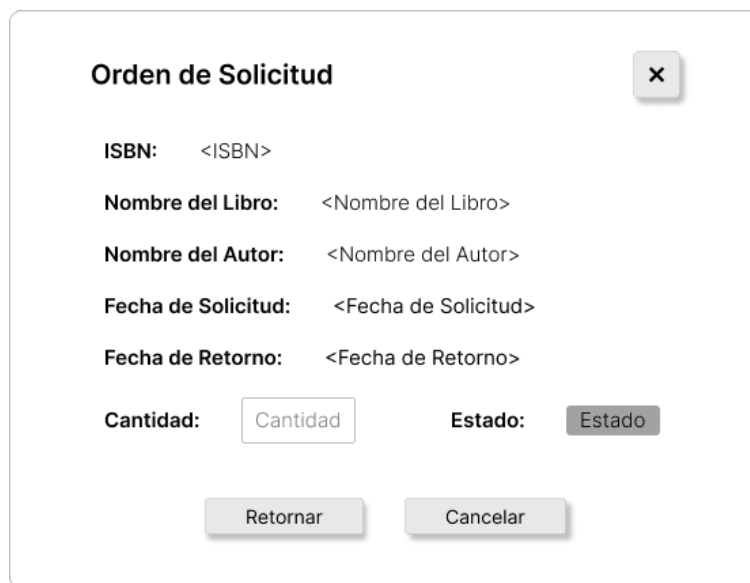 Orden de Solicitud ×
ISBN: <ISBN>
Nombre del Libro: <Nombre del Libro>
Nombre del Autor: <Nombre del Autor>
Fecha de Solicitud: <Fecha de Solicitud>
Fecha de Retorno: <Fecha de Retorno>
Cantidad: Cantidad Estado: Estado
Retornar Cancelar